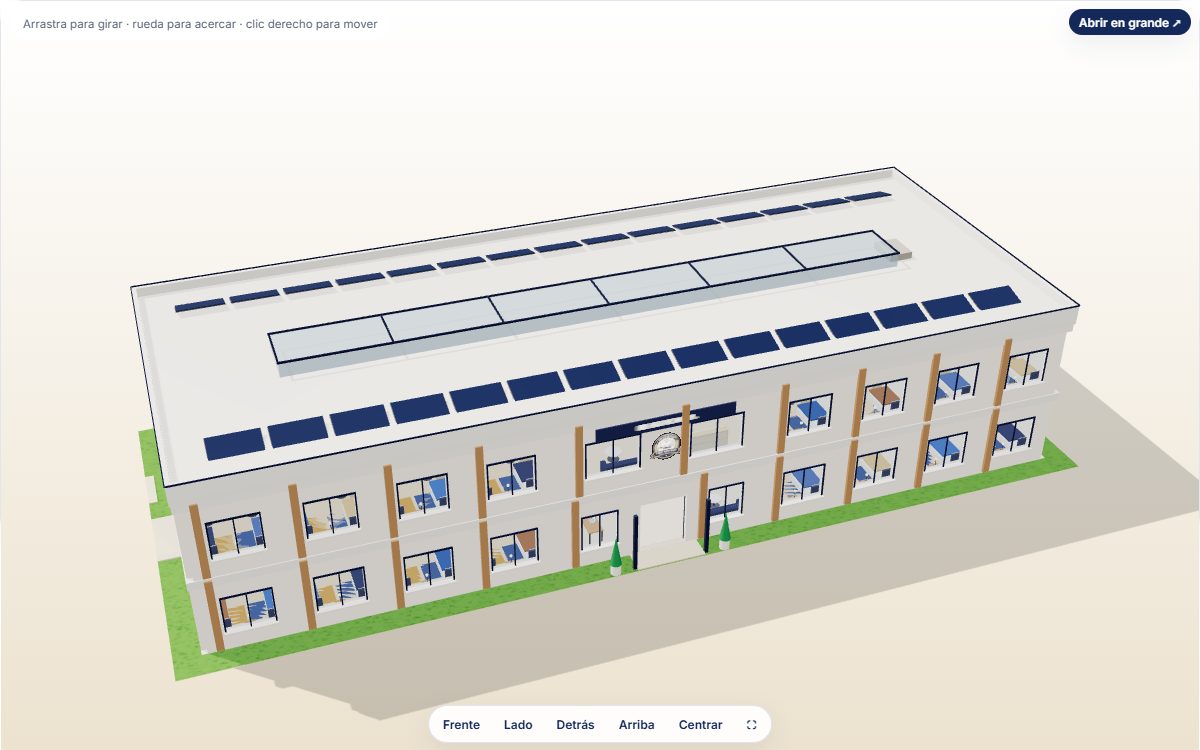 Arrastra para girar · rueda para acercar · clic derecho para mover
Abrir en grande ↗
Frente
Lado
Detrás
Arriba
Centrar